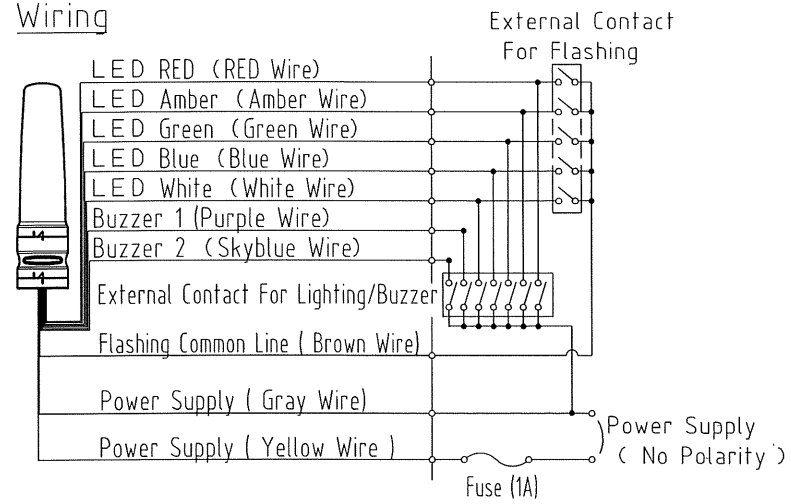 Wiring
External Contact
For Flashing
LED RED (RED Wire)
LED Amber (Amber Wire)
LED Green (Green Wire)
LED Blue (Blue Wire)
LED White (White Wire)
Buzzer 1 (Purple Wire)
Buzzer 2 (Skyblue Wire)
External Contact For Lighting/Buzzer
Flashing Common Line ( Brown Wire)
Power Supply ( Gray Wire)
Power Supply ( Yellow Wire )
Power Supply
( No Polarity )
Fuse (1A)